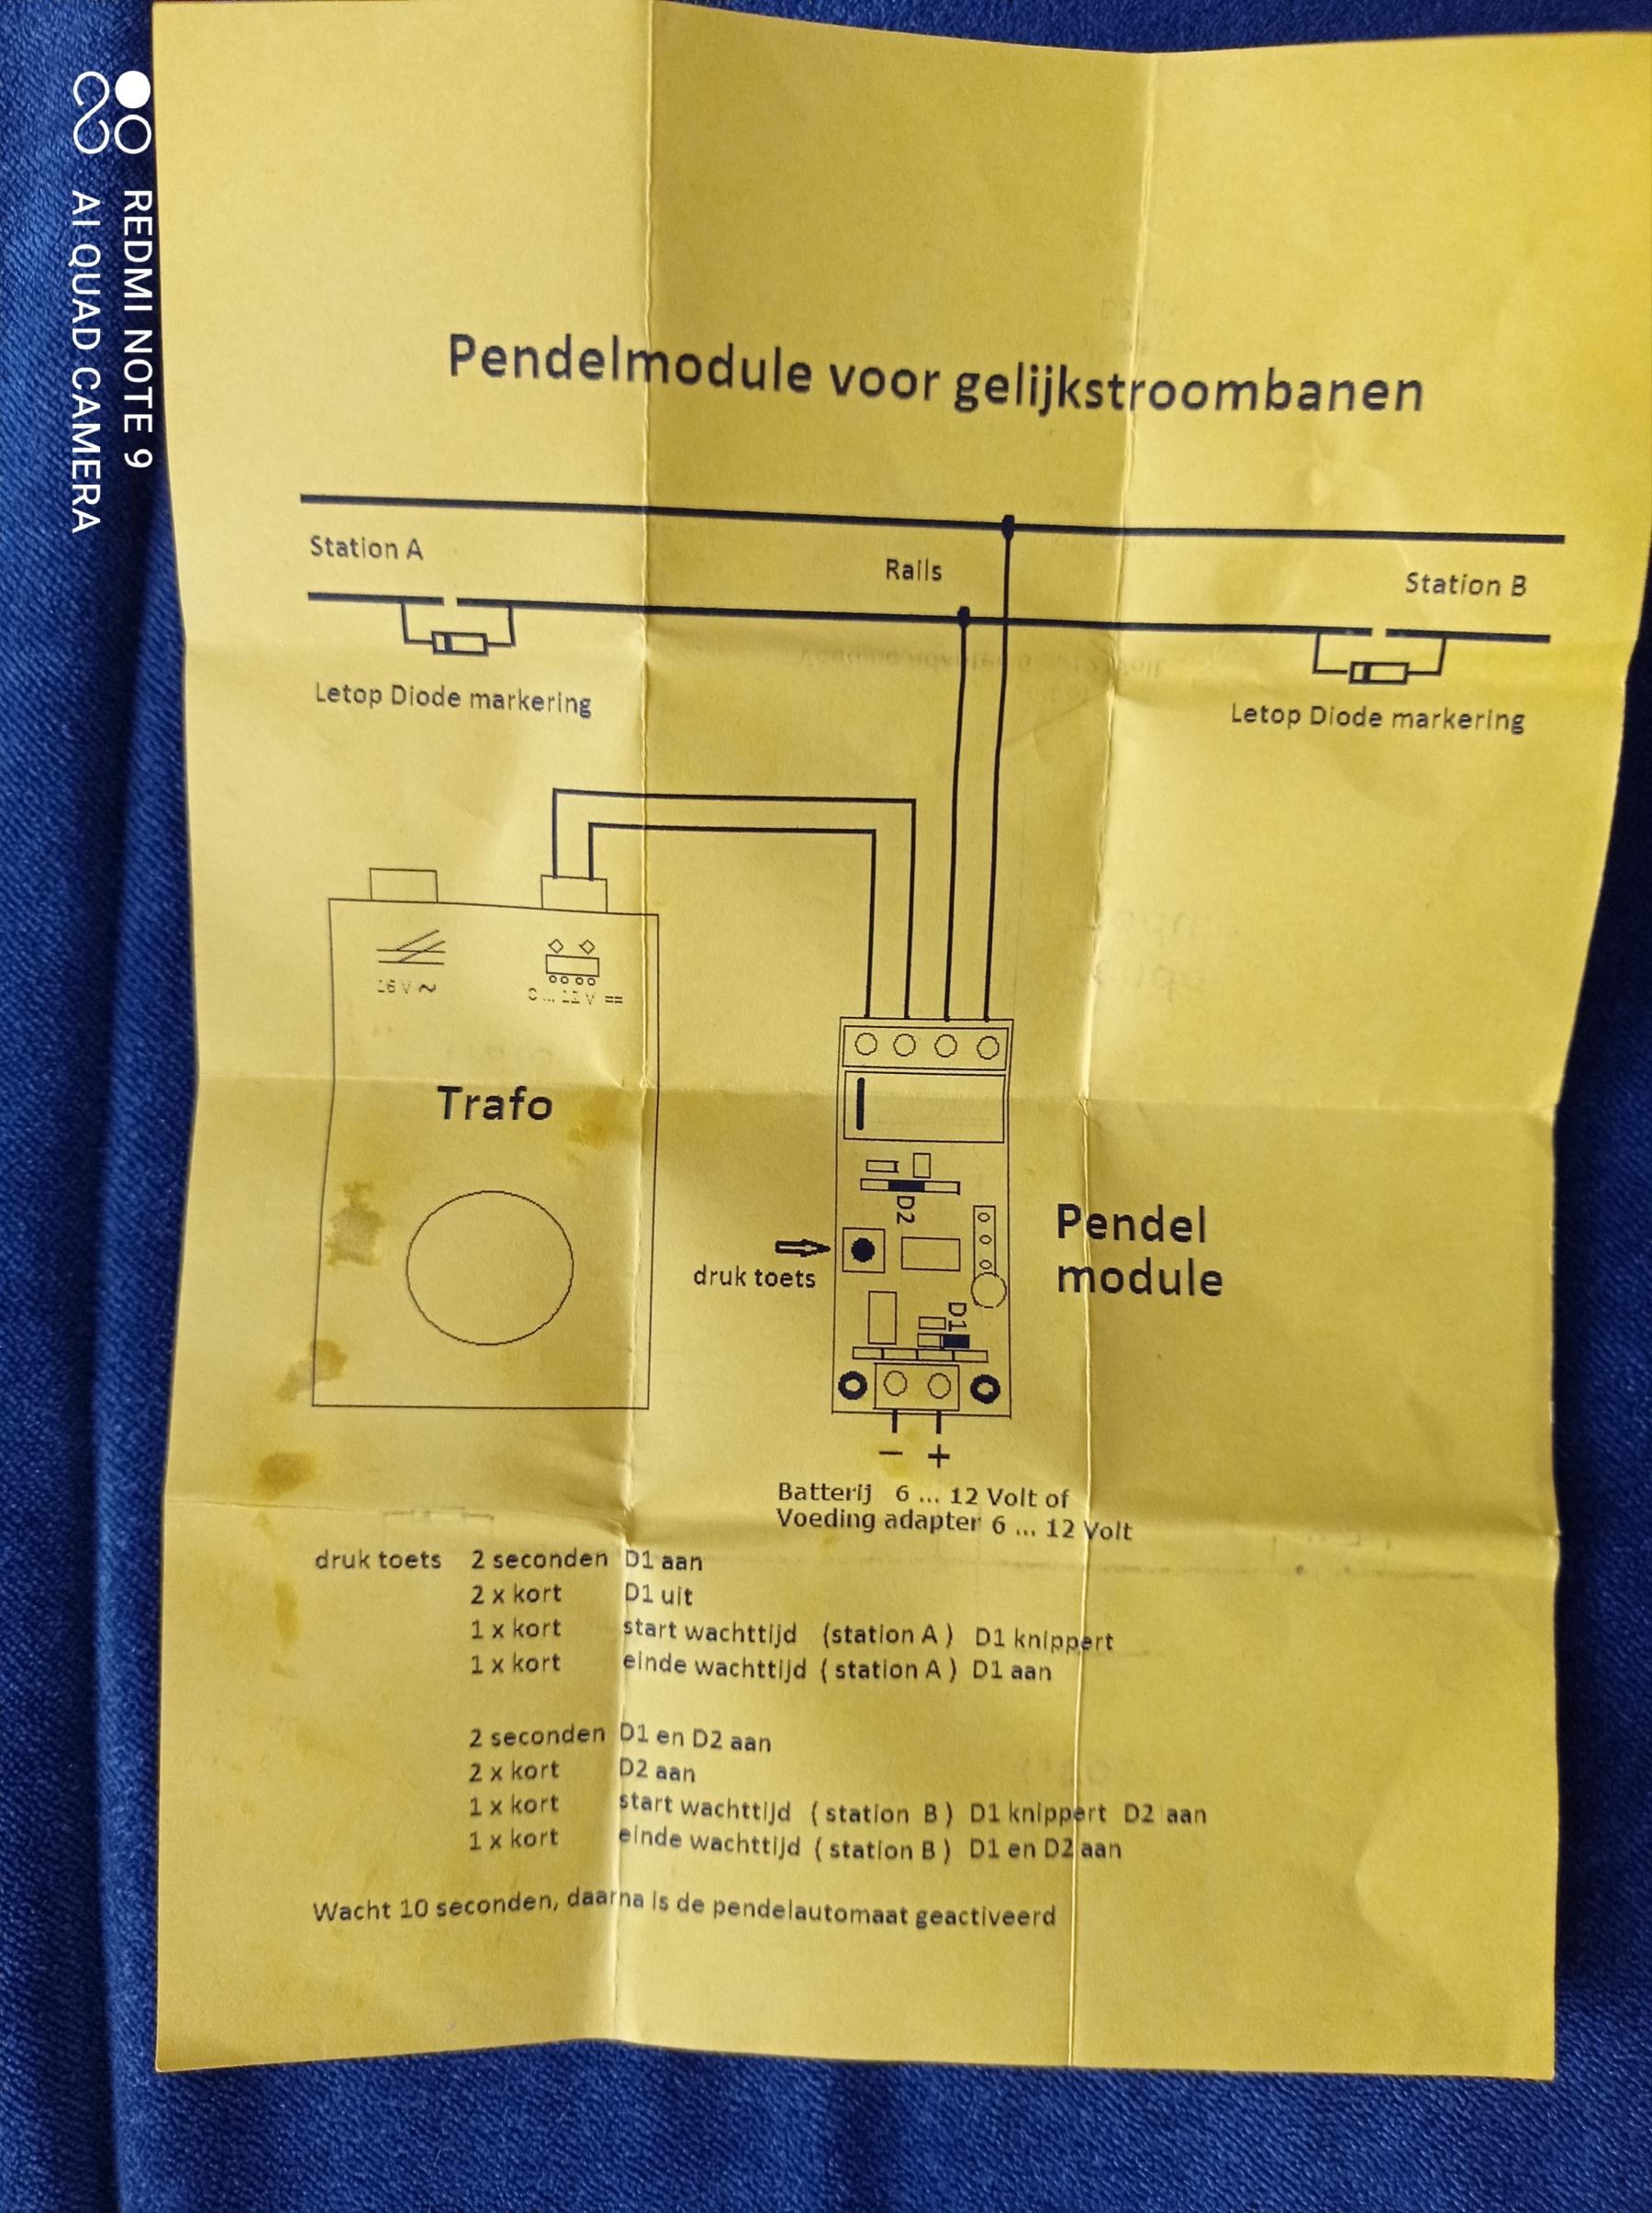 Pendelmodule voor gelijkstroombanen
Station A
Rails
Station B
Letop Diode markering
Letop Diode markering
16 V ~
0 ... 12 V ==
Trafo
D2
druk toets
D1
Pendel
module
− +
Batterij 6 ... 12 Volt of
Voeding adapter 6 ... 12 Volt
druk toets 2 seconden D1 aan
2 x kort D1 uit
1 x kort start wachttijd (station A ) D1 knippert
1 x kort einde wachttijd ( station A ) D1 aan
2 seconden D1 en D2 aan
2 x kort D2 aan
1 x kort start wachttijd ( station B ) D1 knippert D2 aan
1 x kort einde wachttijd ( station B ) D1 en D2 aan
Wacht 10 seconden, daarna is de pendelautomaat geactiveerd
REDMI NOTE 9
AI QUAD CAMERA